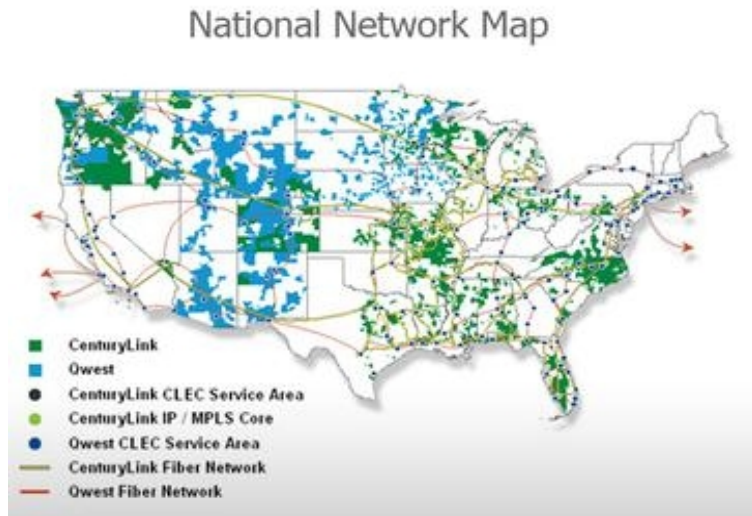 National Network Map
CenturyLink
Qwest
CenturyLink CLEC Service Area
CenturyLink IP / MPLS Core
Qwest CLEC Service Area
CenturyLink Fiber Network
Qwest Fiber Network